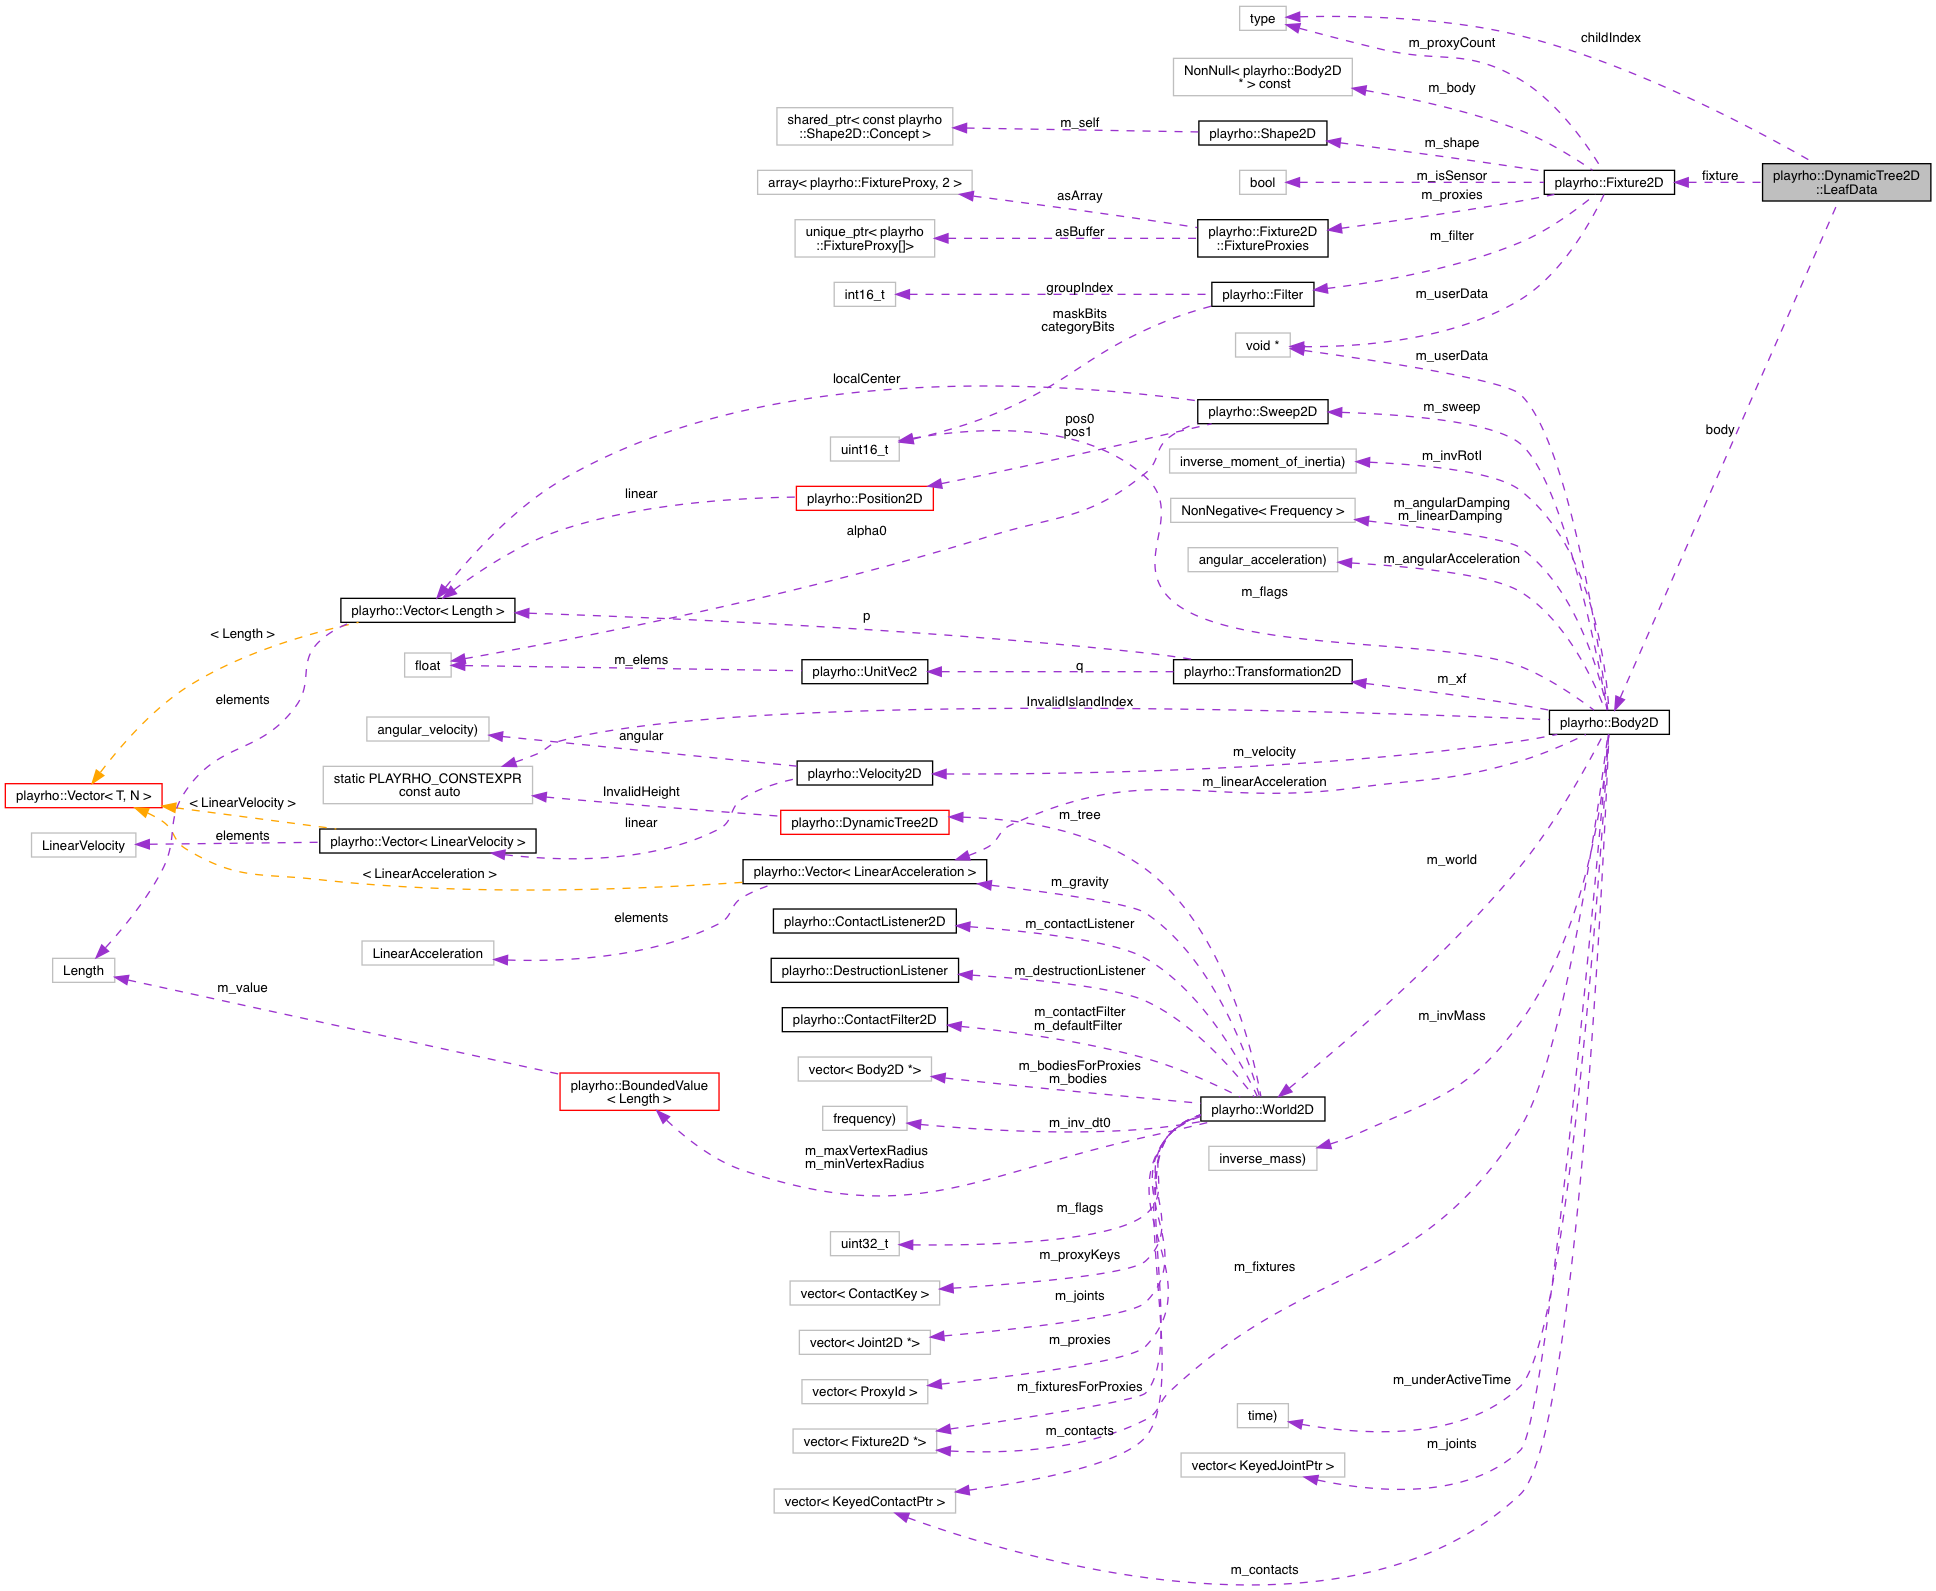 type
childIndex
m_proxyCount
NonNull< playrho::Body2D
* > const
m_body
shared_ptr< const playrho
::Shape2D::Concept >
m_self
playrho::Shape2D
m_shape
array< playrho::FixtureProxy, 2 >
asArray
bool
m_isSensor
m_proxies
playrho::Fixture2D
fixture
playrho::DynamicTree2D
::LeafData
unique_ptr< playrho
::FixtureProxy[]>
asBuffer
playrho::Fixture2D
::FixtureProxies
m_filter
int16_t
groupIndex
playrho::Filter
m_userData
maskBits
categoryBits
void *
m_userData
localCenter
playrho::Sweep2D
m_sweep
pos0
pos1
body
uint16_t
inverse_moment_of_inertia)
m_invRotI
linear
playrho::Position2D
NonNegative< Frequency >
m_angularDamping
m_linearDamping
alpha0
angular_acceleration)
m_angularAcceleration
m_flags
playrho::Vector< Length >
p
< Length >
float
m_elems
playrho::UnitVec2
q
playrho::Transformation2D
m_xf
elements
InvalidIslandIndex
angular_velocity)
angular
playrho::Body2D
m_velocity
static PLAYRHO_CONSTEXPR
const auto
playrho::Velocity2D
m_linearAcceleration
playrho::Vector< T, N >
< LinearVelocity >
InvalidHeight
linear
playrho::DynamicTree2D
m_tree
LinearVelocity
elements
playrho::Vector< LinearVelocity >
m_world
< LinearAcceleration >
playrho::Vector< LinearAcceleration >
m_gravity
elements
playrho::ContactListener2D
m_contactListener
LinearAcceleration
Length
playrho::DestructionListener
m_destructionListener
m_value
playrho::ContactFilter2D
m_contactFilter
m_defaultFilter
m_invMass
vector< Body2D *>
m_bodiesForProxies
m_bodies
playrho::BoundedValue
< Length >
frequency)
m_inv_dt0
playrho::World2D
m_maxVertexRadius
m_minVertexRadius
inverse_mass)
m_flags
uint32_t
m_proxyKeys
m_fixtures
vector< ContactKey >
m_joints
vector< Joint2D *>
m_proxies
vector< ProxyId >
m_fixturesForProxies
m_underActiveTime
time)
vector< Fixture2D *>
m_contacts
m_joints
vector< KeyedJointPtr >
vector< KeyedContactPtr >
m_contacts